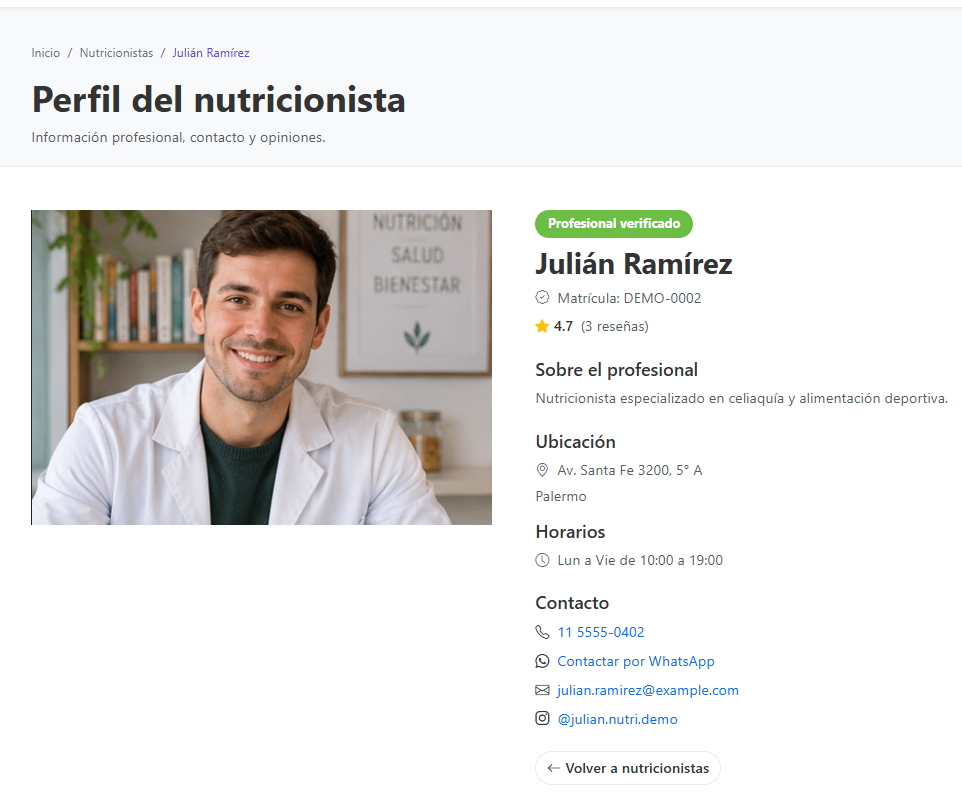 Inicio / Nutricionistas / Julián Ramírez
Perfil del nutricionista
Información profesional, contacto y opiniones.
NUTRICIÓN
SALUD
BIENESTAR
Profesional verificado
Julián Ramírez
Matrícula: DEMO-0002
4.7 (3 reseñas)
Sobre el profesional
Nutricionista especializado en celiaquía y alimentación deportiva.
Ubicación
Av. Santa Fe 3200, 5° A
Palermo
Horarios
Lun a Vie de 10:00 a 19:00
Contacto
11 5555-0402
Contactar por WhatsApp
julian.ramirez@example.com
@julian.nutri.demo
← Volver a nutricionistas